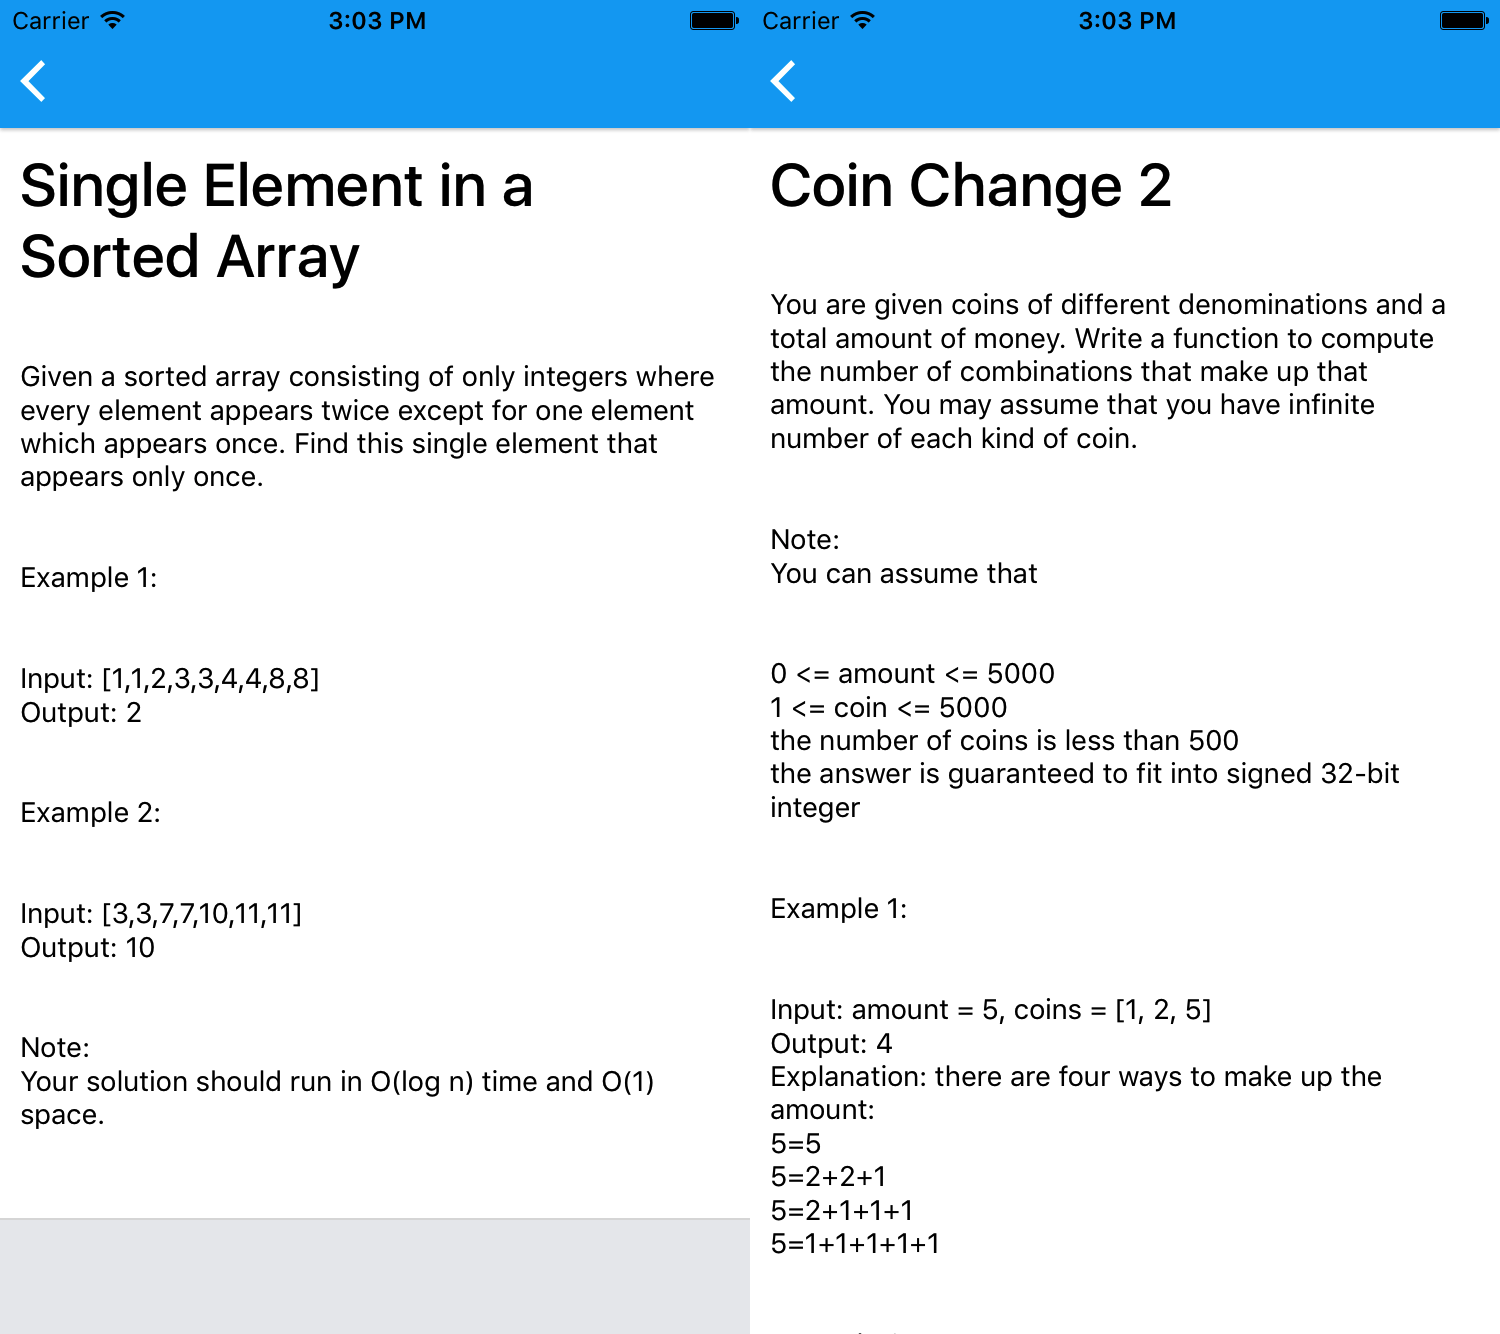 Carrier 3:03 PM
Single Element in a
Sorted Array
Given a sorted array consisting of only integers where
every element appears twice except for one element
which appears once. Find this single element that
appears only once.
Example 1:
Input: [1,1,2,3,3,4,4,8,8]
Output: 2
Example 2:
Input: [3,3,7,7,10,11,11]
Output: 10
Note:
Your solution should run in O(log n) time and O(1)
space.
Carrier 3:03 PM
Coin Change 2
You are given coins of different denominations and a
total amount of money. Write a function to compute
the number of combinations that make up that
amount. You may assume that you have infinite
number of each kind of coin.
Note:
You can assume that
0 <= amount <= 5000
1 <= coin <= 5000
the number of coins is less than 500
the answer is guaranteed to fit into signed 32-bit
integer
Example 1:
Input: amount = 5, coins = [1, 2, 5]
Output: 4
Explanation: there are four ways to make up the
amount:
5=5
5=2+2+1
5=2+1+1+1
5=1+1+1+1+1